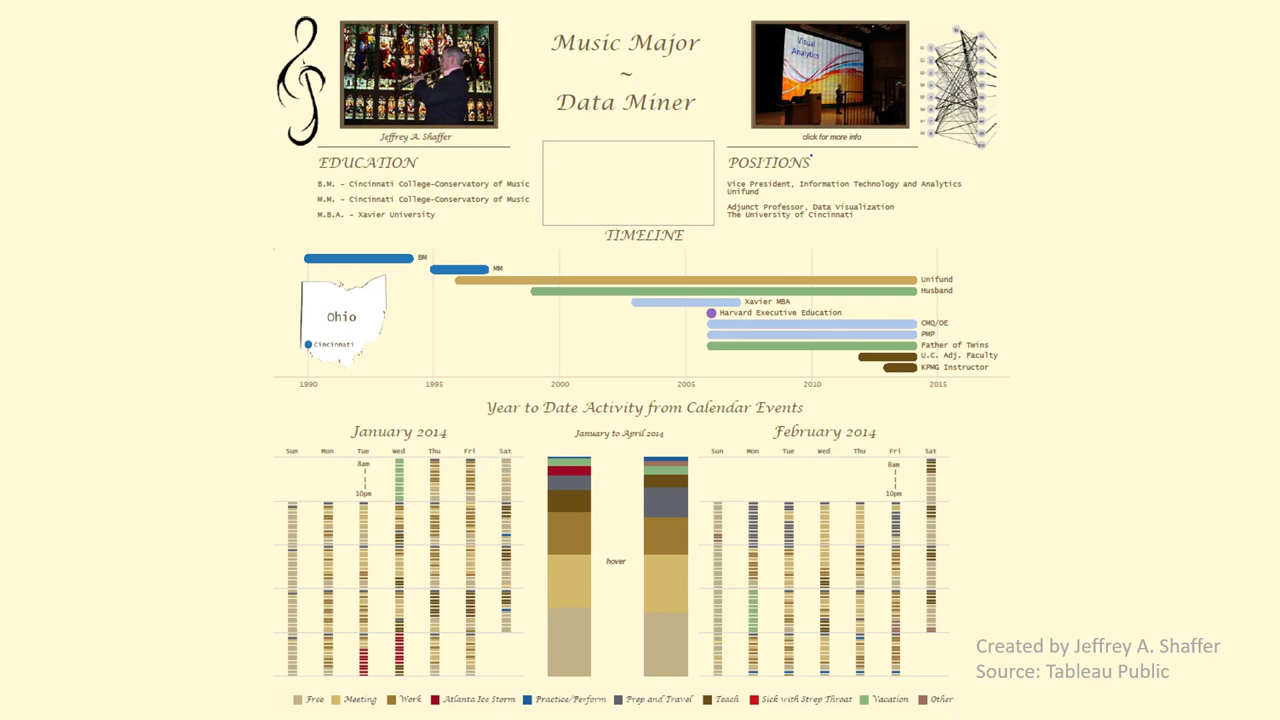 Music Major
~
Data Miner
Visual
Analytics
Jeffrey A. Shaffer
click for more info
EDUCATION
B.M. - Cincinnati College-Conservatory of Music
M.M. - Cincinnati College-Conservatory of Music
M.B.A. - Xavier University
POSITIONS
Vice President, Information Technology and Analytics
Unifund
Adjunct Professor, Data Visualization
The University of Cincinnati
TIMELINE
BM
MM
Unifund
Husband
Xavier MBA
Harvard Executive Education
CMQ/OE
PMP
Father of Twins
U.C. Adj. Faculty
KPMG Instructor
Ohio
Cincinnati
1990 1995 2000 2005 2010 2015
Year to Date Activity from Calendar Events
January 2014
January to April 2014
February 2014
Sun Mon Tue Wed Thu Fri Sat
8am
10pm
hover
Sun Mon Tue Wed Thu Fri Sat
8am
10pm
Free Meeting Work Atlanta Ice Storm Practice/Perform Prep and Travel Teach Sick with Strep Throat Vacation Other
Created by Jeffrey A. Shaffer
Source: Tableau Public